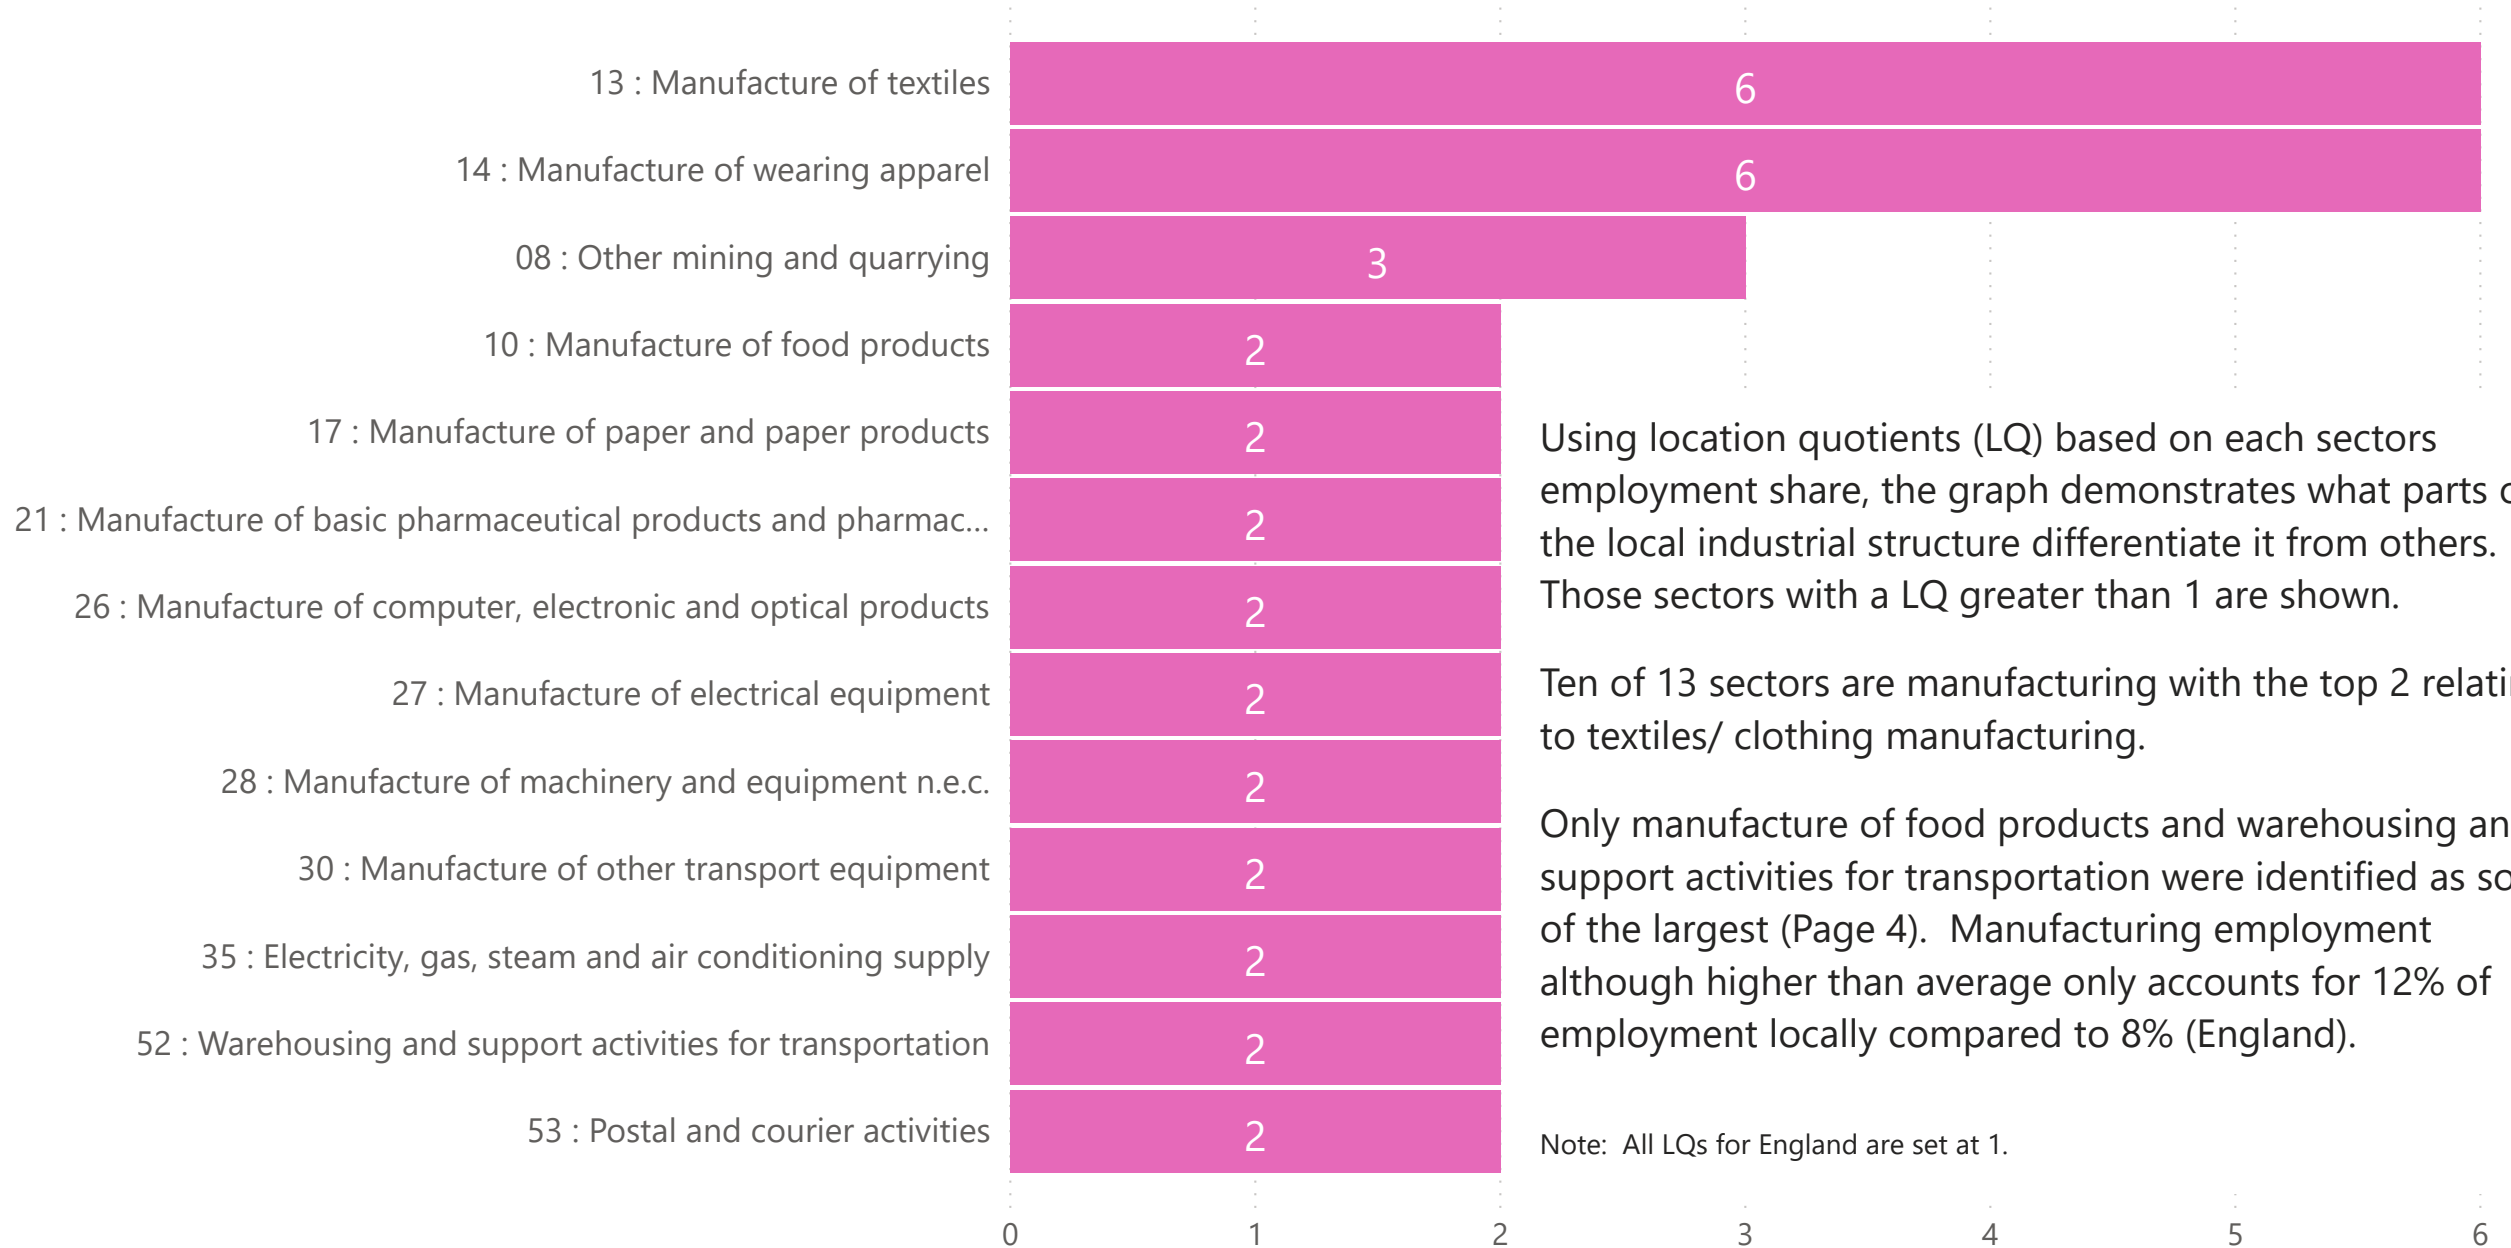 13 : Manufacture of textiles
6
14 : Manufacture of wearing apparel
6
08 : Other mining and quarrying
3
10 : Manufacture of food products
2
17 : Manufacture of paper and paper products
2
21 : Manufacture of basic pharmaceutical products and pharmac...
2
26 : Manufacture of computer, electronic and optical products
2
27 : Manufacture of electrical equipment
2
28 : Manufacture of machinery and equipment n.e.c.
2
30 : Manufacture of other transport equipment
2
35 : Electricity, gas, steam and air conditioning supply
2
52 : Warehousing and support activities for transportation
2
53 : Postal and courier activities
2
Using location quotients (LQ) based on each sectors
employment share, the graph demonstrates what parts
the local industrial structure differentiate it from others.
Those sectors with a LQ greater than 1 are shown.
Ten of 13 sectors are manufacturing with the top 2
to textiles/ clothing manufacturing.
Only manufacture of food products and warehousing
support activities for transportation were identified as
of the largest (Page 4). Manufacturing employment
although higher than average only accounts for 12% of
employment locally compared to 8% (England).
Note: All LQs for England are set at 1.
0 1 2 3 4 5 6